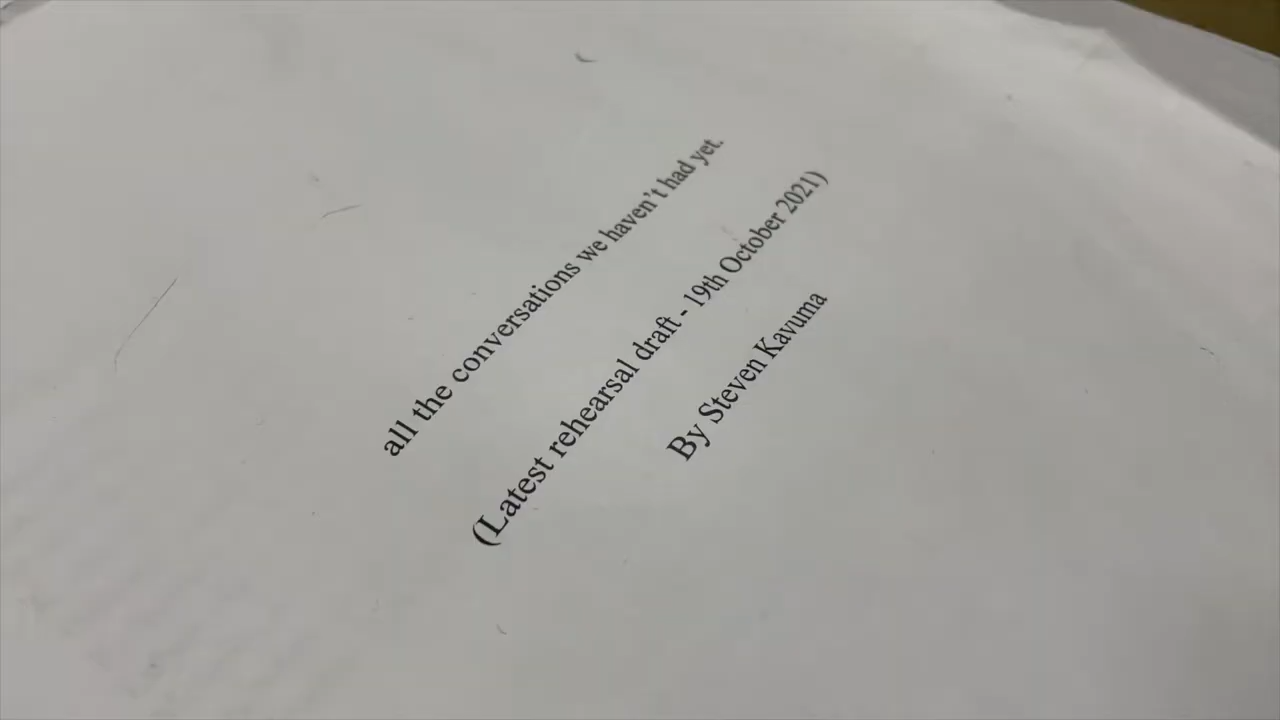 all the conversations we haven't had yet.
(Latest rehearsal draft - 19th October 2021)
By Steven Kavuma